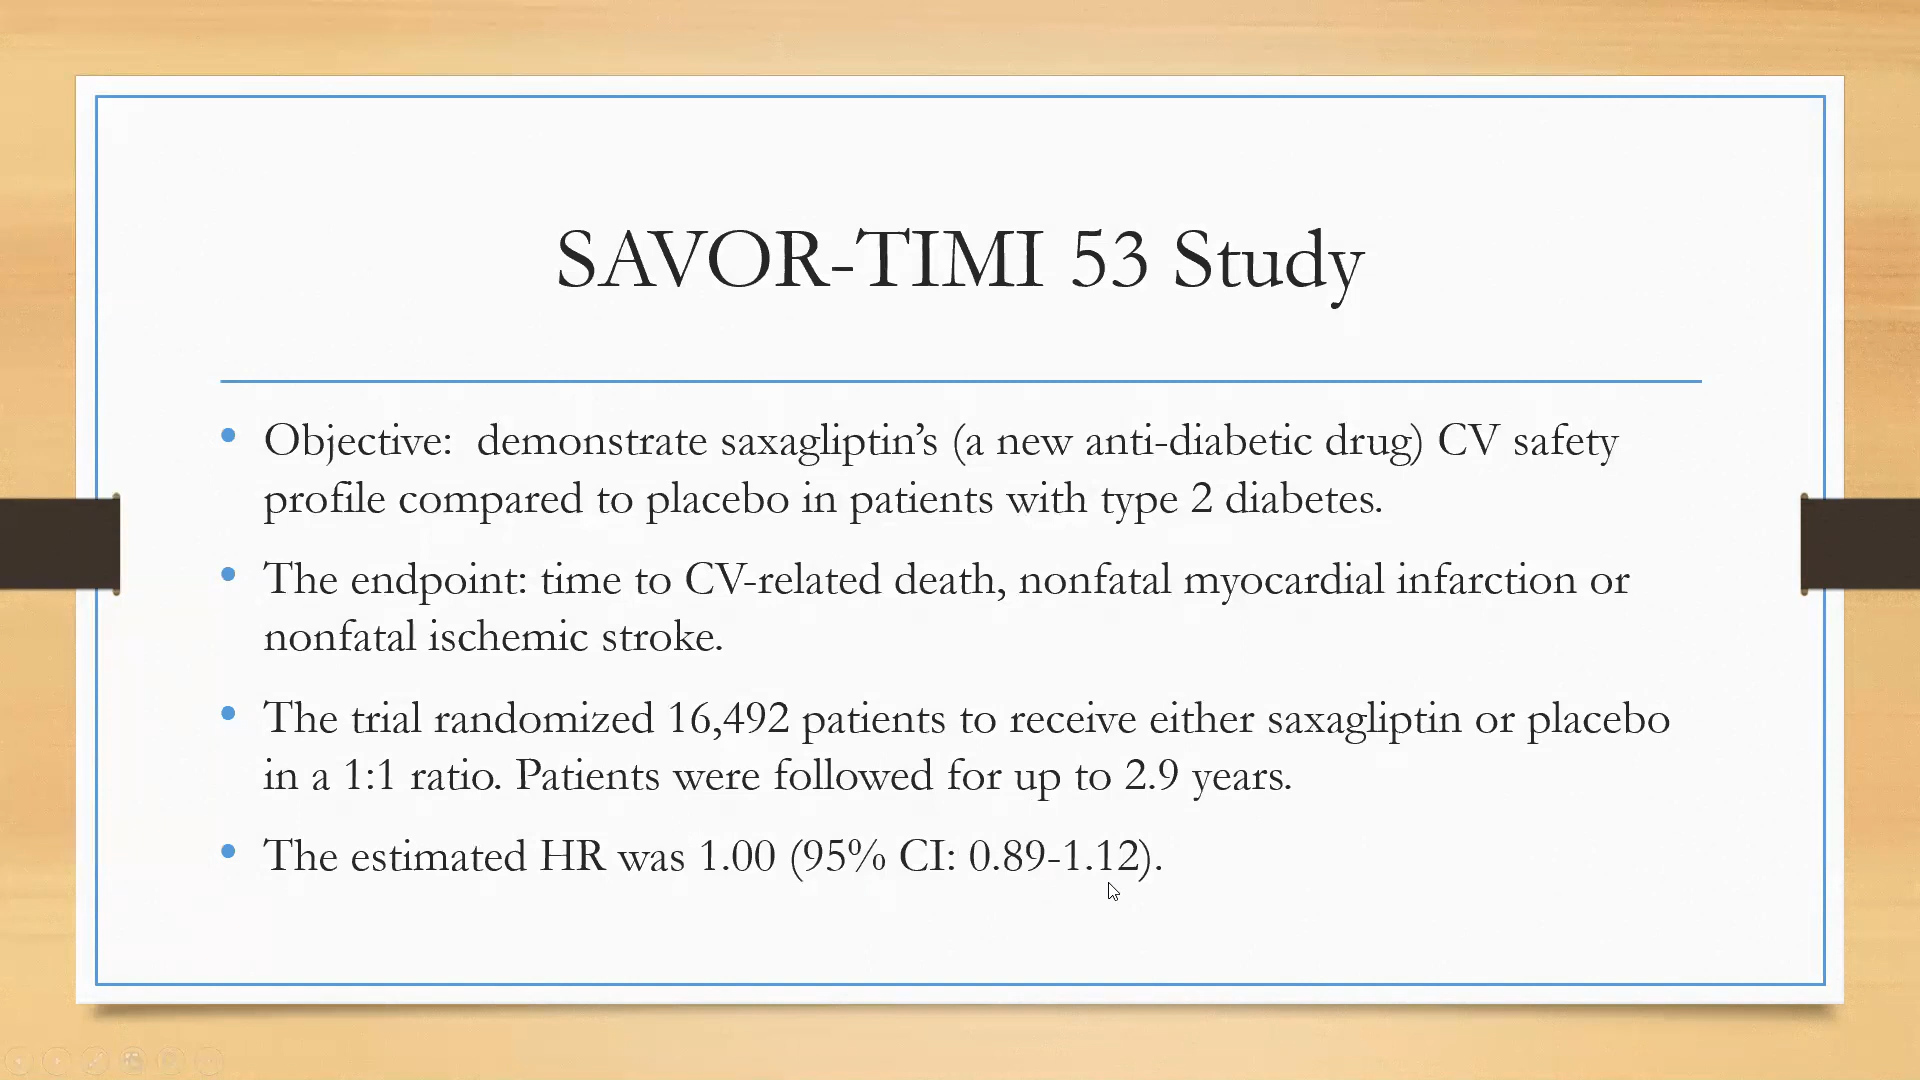 SAVOR-TIMI 53 Study
• Objective:  demonstrate saxagliptin’s (a new anti-diabetic drug) CV safety
profile compared to placebo in patients with type 2 diabetes.
• The endpoint: time to CV-related death, nonfatal myocardial infarction or
nonfatal ischemic stroke.
• The trial randomized 16,492 patients to receive either saxagliptin or placebo
in a 1:1 ratio. Patients were followed for up to 2.9 years.
• The estimated HR was 1.00 (95% CI: 0.89-1.12).